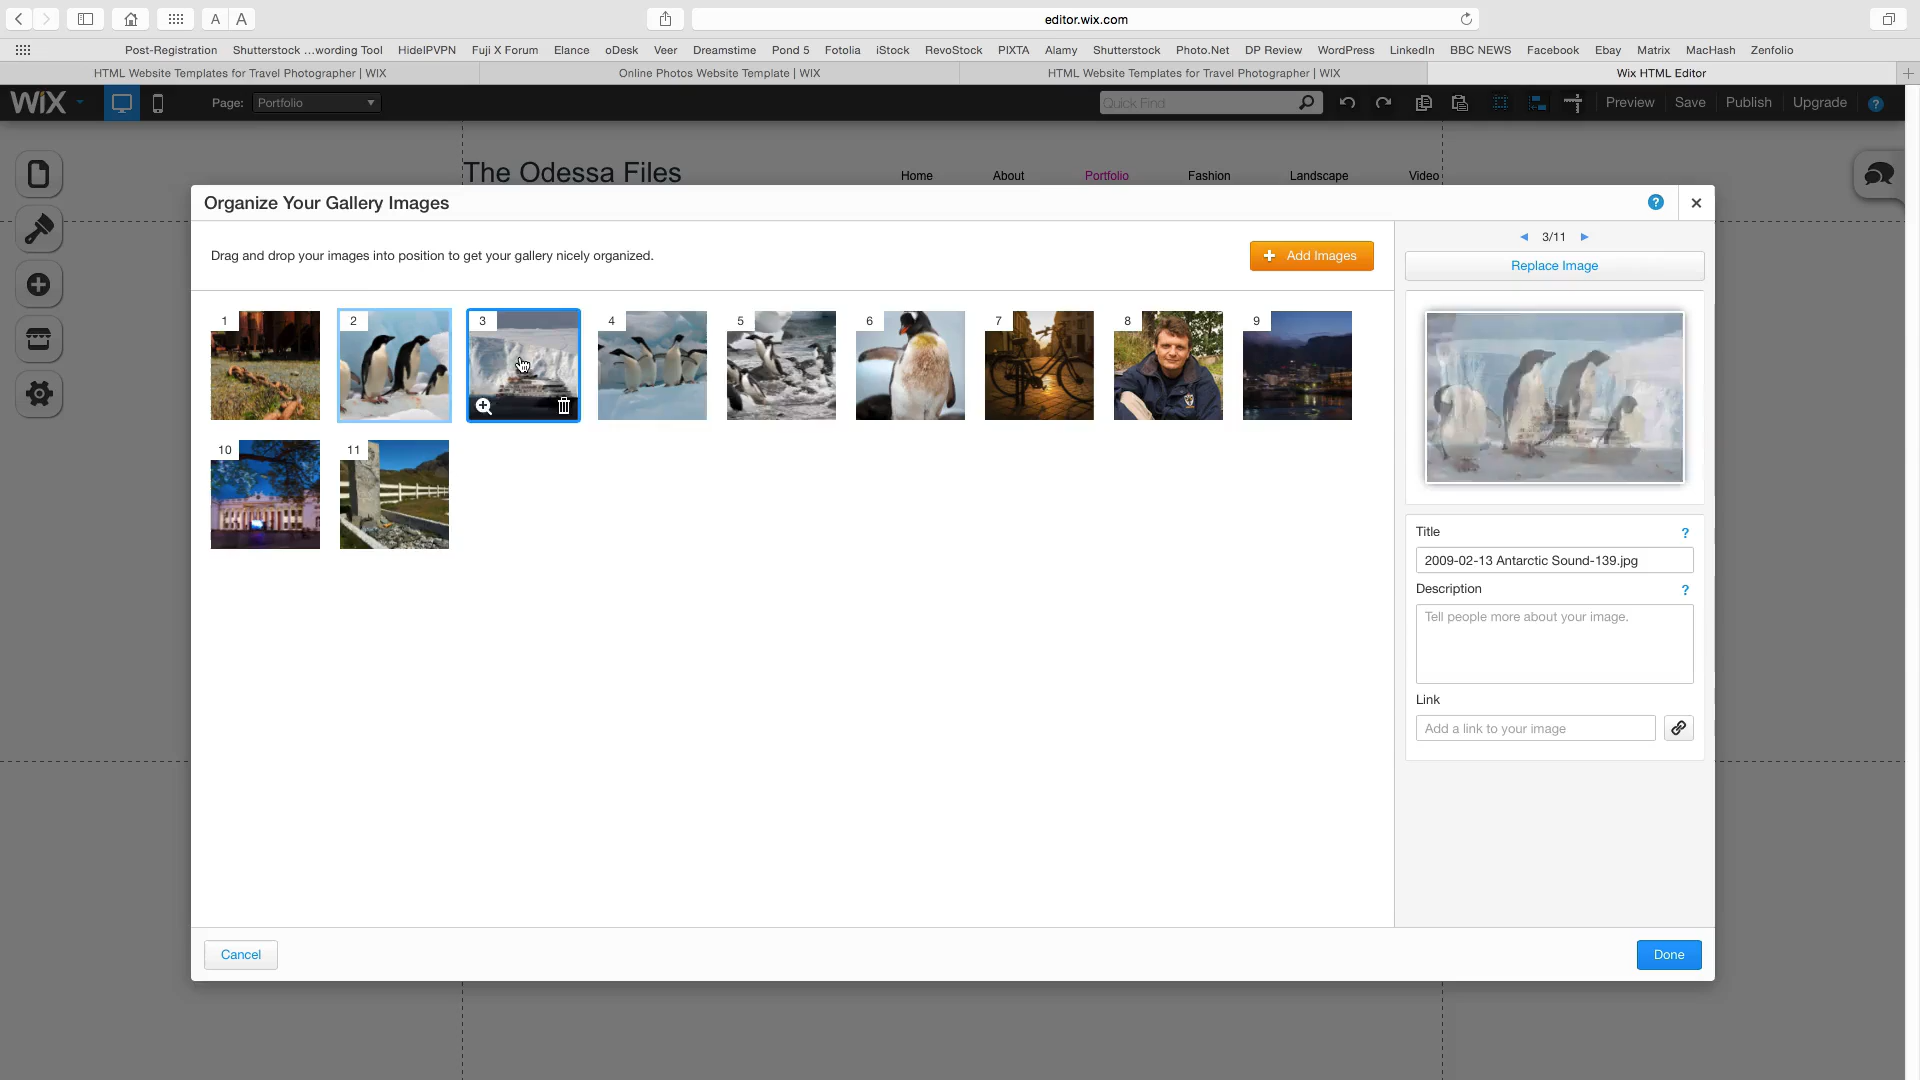 A A
editor.wix.com
Post-Registration Shutterstock ...wording Tool HideIPVPN Fuji X Forum Elance oDesk Veer Dreamstime Pond 5 Fotolia iStock RevoStock PIXTA Alamy Shutterstock Photo.Net DP Review WordPress LinkedIn BBC NEWS Facebook Ebay Matrix MacHash Zenfolio
HTML Website Templates for Travel Photographer | WIX Online Photos Website Template | WIX HTML Website Templates for Travel Photographer | WIX Wix HTML Editor
WiX Page: Portfolio Quick Find Preview Save Publish Upgrade ?
The Odessa Files Home About Portfolio Fashion Landscape Video
Organize Your Gallery Images ?
3/11
Drag and drop your images into position to get your gallery nicely organized. Add Images
Replace Image
1 2 3 4 5 6 7 8 9
10 11
Title ?
2009-02-13 Antarctic Sound-139.jpg
Description ?
Tell people more about your image.
Link
Add a link to your image
Cancel Done